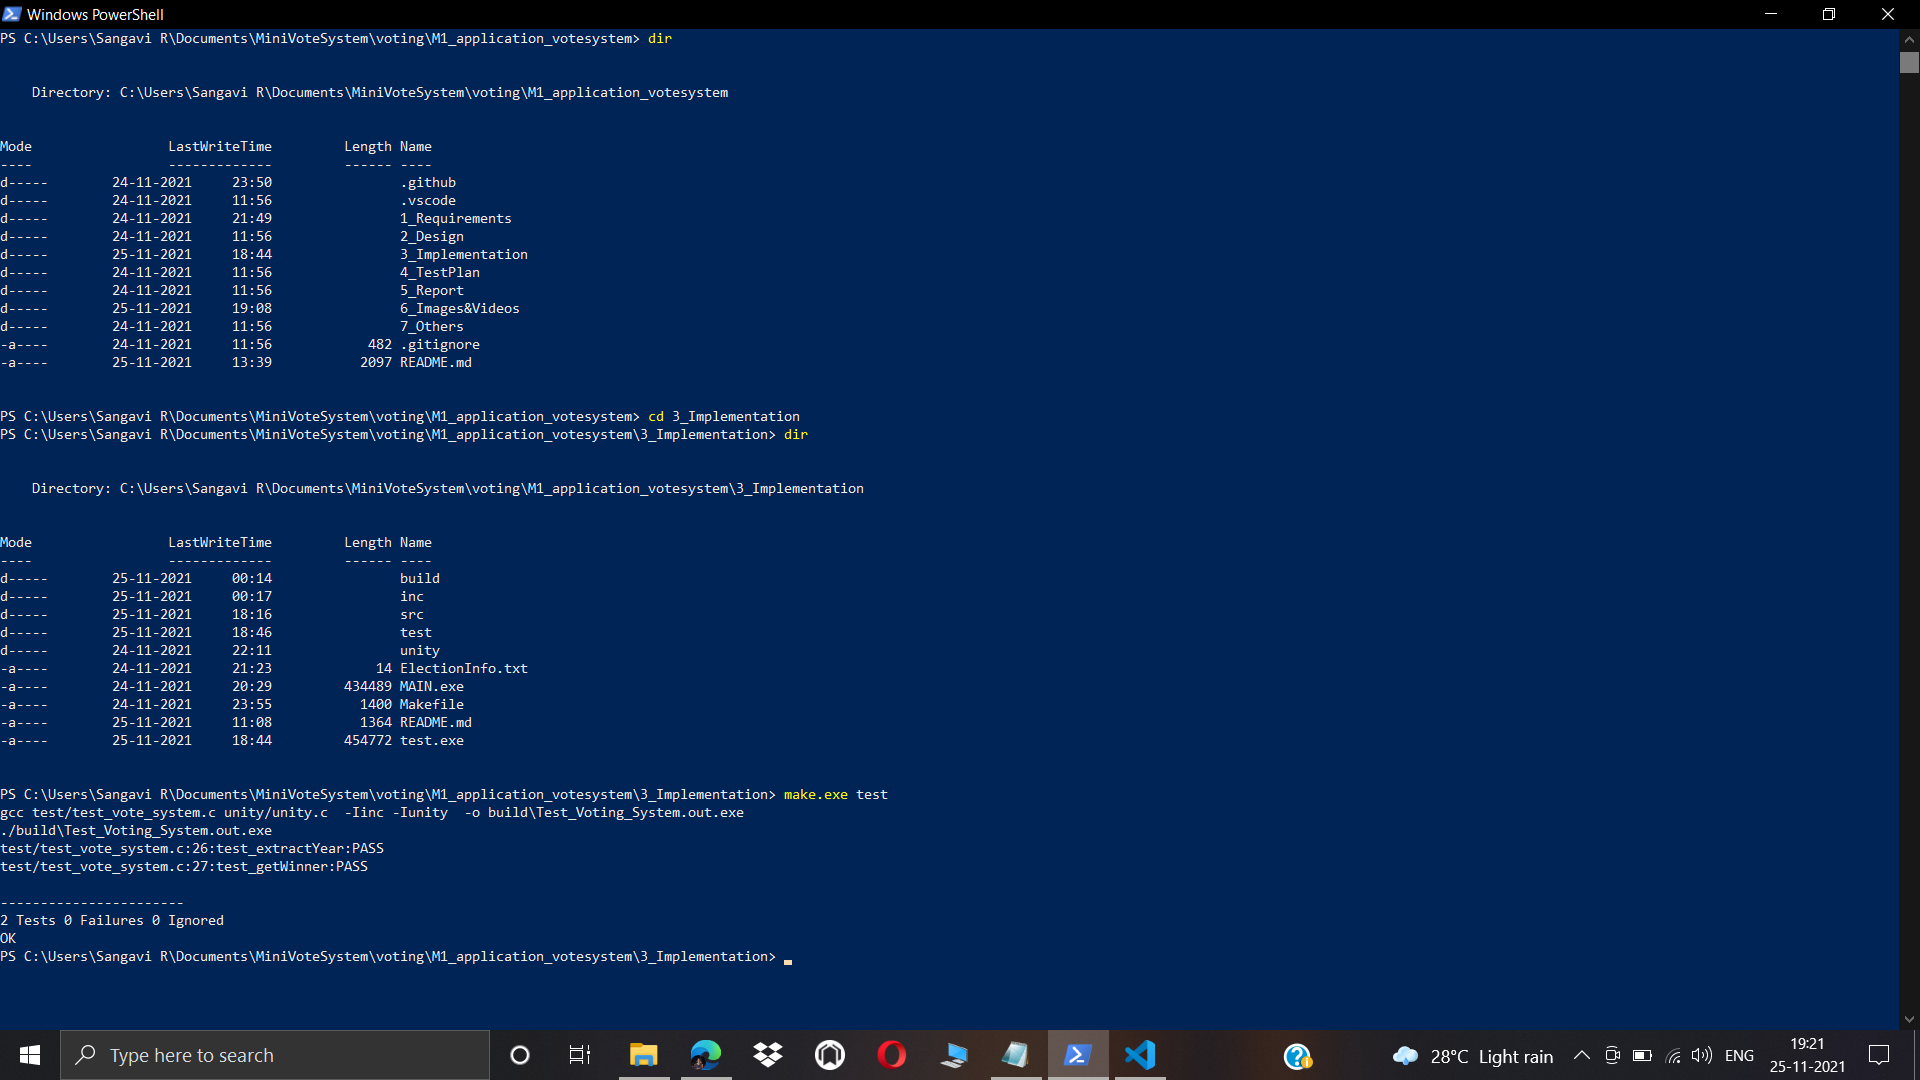 Windows PowerShell
PS C:\Users\Sangavi R\Documents\MiniVoteSystem\voting\M1_application_votesystem> dir
Directory: C:\Users\Sangavi R\Documents\MiniVoteSystem\voting\M1_application_votesystem
Mode LastWriteTime Length Name
---- ------------- ------ ----
d----- 24-11-2021 23:50 .github
d----- 24-11-2021 11:56 .vscode
d----- 24-11-2021 21:49 1_Requirements
d----- 24-11-2021 11:56 2_Design
d----- 25-11-2021 18:44 3_Implementation
d----- 24-11-2021 11:56 4_TestPlan
d----- 24-11-2021 11:56 5_Report
d----- 25-11-2021 19:08 6_Images&Videos
d----- 24-11-2021 11:56 7_Others
-a---- 24-11-2021 11:56 482 .gitignore
-a---- 25-11-2021 13:39 2097 README.md
PS C:\Users\Sangavi R\Documents\MiniVoteSystem\voting\M1_application_votesystem> cd 3_Implementation
PS C:\Users\Sangavi R\Documents\MiniVoteSystem\voting\M1_application_votesystem\3_Implementation> dir
Directory: C:\Users\Sangavi R\Documents\MiniVoteSystem\voting\M1_application_votesystem\3_Implementation
Mode LastWriteTime Length Name
---- ------------- ------ ----
d----- 25-11-2021 00:14 build
d----- 25-11-2021 00:17 inc
d----- 25-11-2021 18:16 src
d----- 25-11-2021 18:46 test
d----- 24-11-2021 22:11 unity
-a---- 24-11-2021 21:23 14 ElectionInfo.txt
-a---- 24-11-2021 20:29 434489 MAIN.exe
-a---- 24-11-2021 23:55 1400 Makefile
-a---- 25-11-2021 11:08 1364 README.md
-a---- 25-11-2021 18:44 454772 test.exe
PS C:\Users\Sangavi R\Documents\MiniVoteSystem\voting\M1_application_votesystem\3_Implementation> make.exe test
gcc test/test_vote_system.c unity/unity.c -Iinc -Iunity -o build\Test_Voting_System.out.exe
./build\Test_Voting_System.out.exe
test/test_vote_system.c:26:test_extractYear:PASS
test/test_vote_system.c:27:test_getWinner:PASS
-----------------------
2 Tests 0 Failures 0 Ignored
OK
PS C:\Users\Sangavi R\Documents\MiniVoteSystem\voting\M1_application_votesystem\3_Implementation>
Type here to search
28°C Light rain
ENG
19:21
25-11-2021